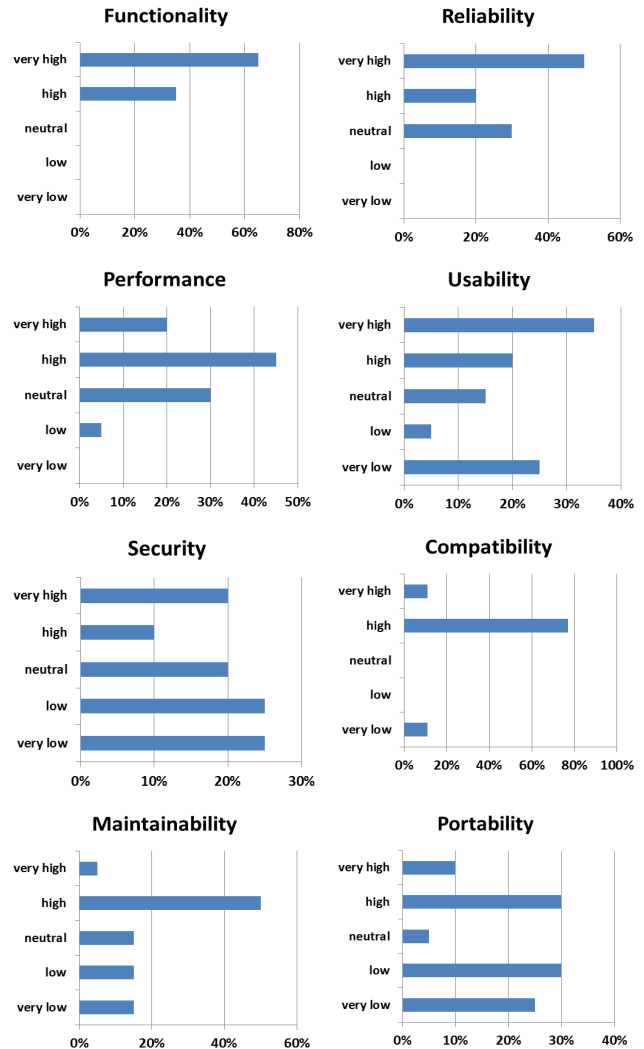 Functionality
very high
high
neutral
low
very low
0% 20% 40% 60% 80%
Reliability
very high
high
neutral
low
very low
0% 20% 40% 60%
Performance
very high
high
neutral
low
very low
0% 10% 20% 30% 40% 50%
Usability
very high
high
neutral
low
very low
0% 10% 20% 30% 40%
Security
very high
high
neutral
low
very low
0% 10% 20% 30%
Compatibility
very high
high
neutral
low
very low
0% 20% 40% 60% 80% 100%
Maintainability
very high
high
neutral
low
very low
0% 20% 40% 60%
Portability
very high
high
neutral
low
very low
0% 10% 20% 30% 40%